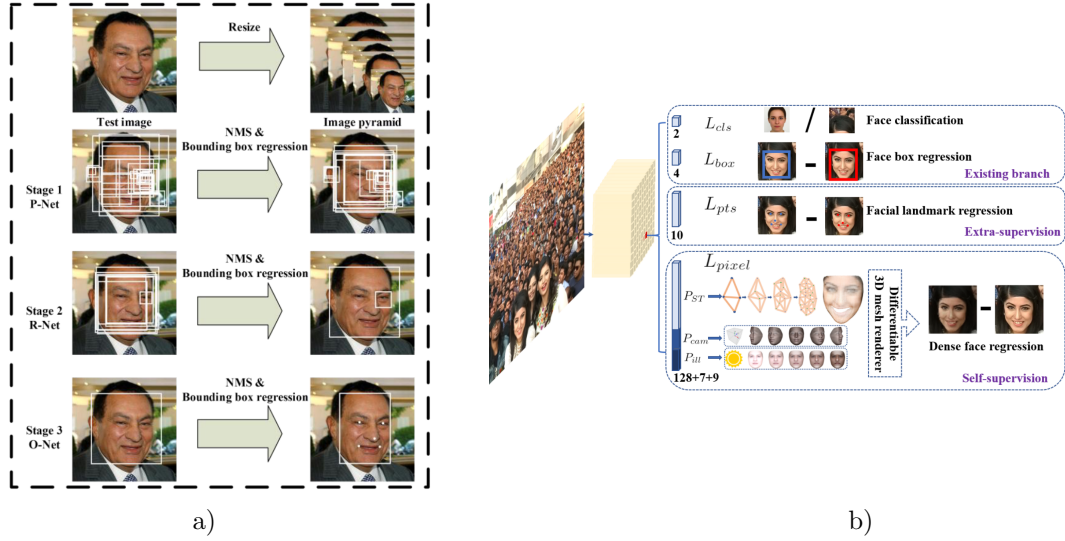 Resize
Test image
Image pyramid
NMS &
Bounding box regression
Stage 1
P-Net
NMS &
Bounding box regression
Stage 2
R-Net
NMS &
Bounding box regression
Stage 3
O-Net
a)
L_cls
/
Face classification
2
L_box
-
Face box regression
4
Existing branch
L_pts
-
Facial landmark regression
10
Extra-supervision
L_pixel
P_ST
P_cam
P_ill
128+7+9
Differentiable
3D mesh renderer
-
Dense face regression
Self-supervision
b)